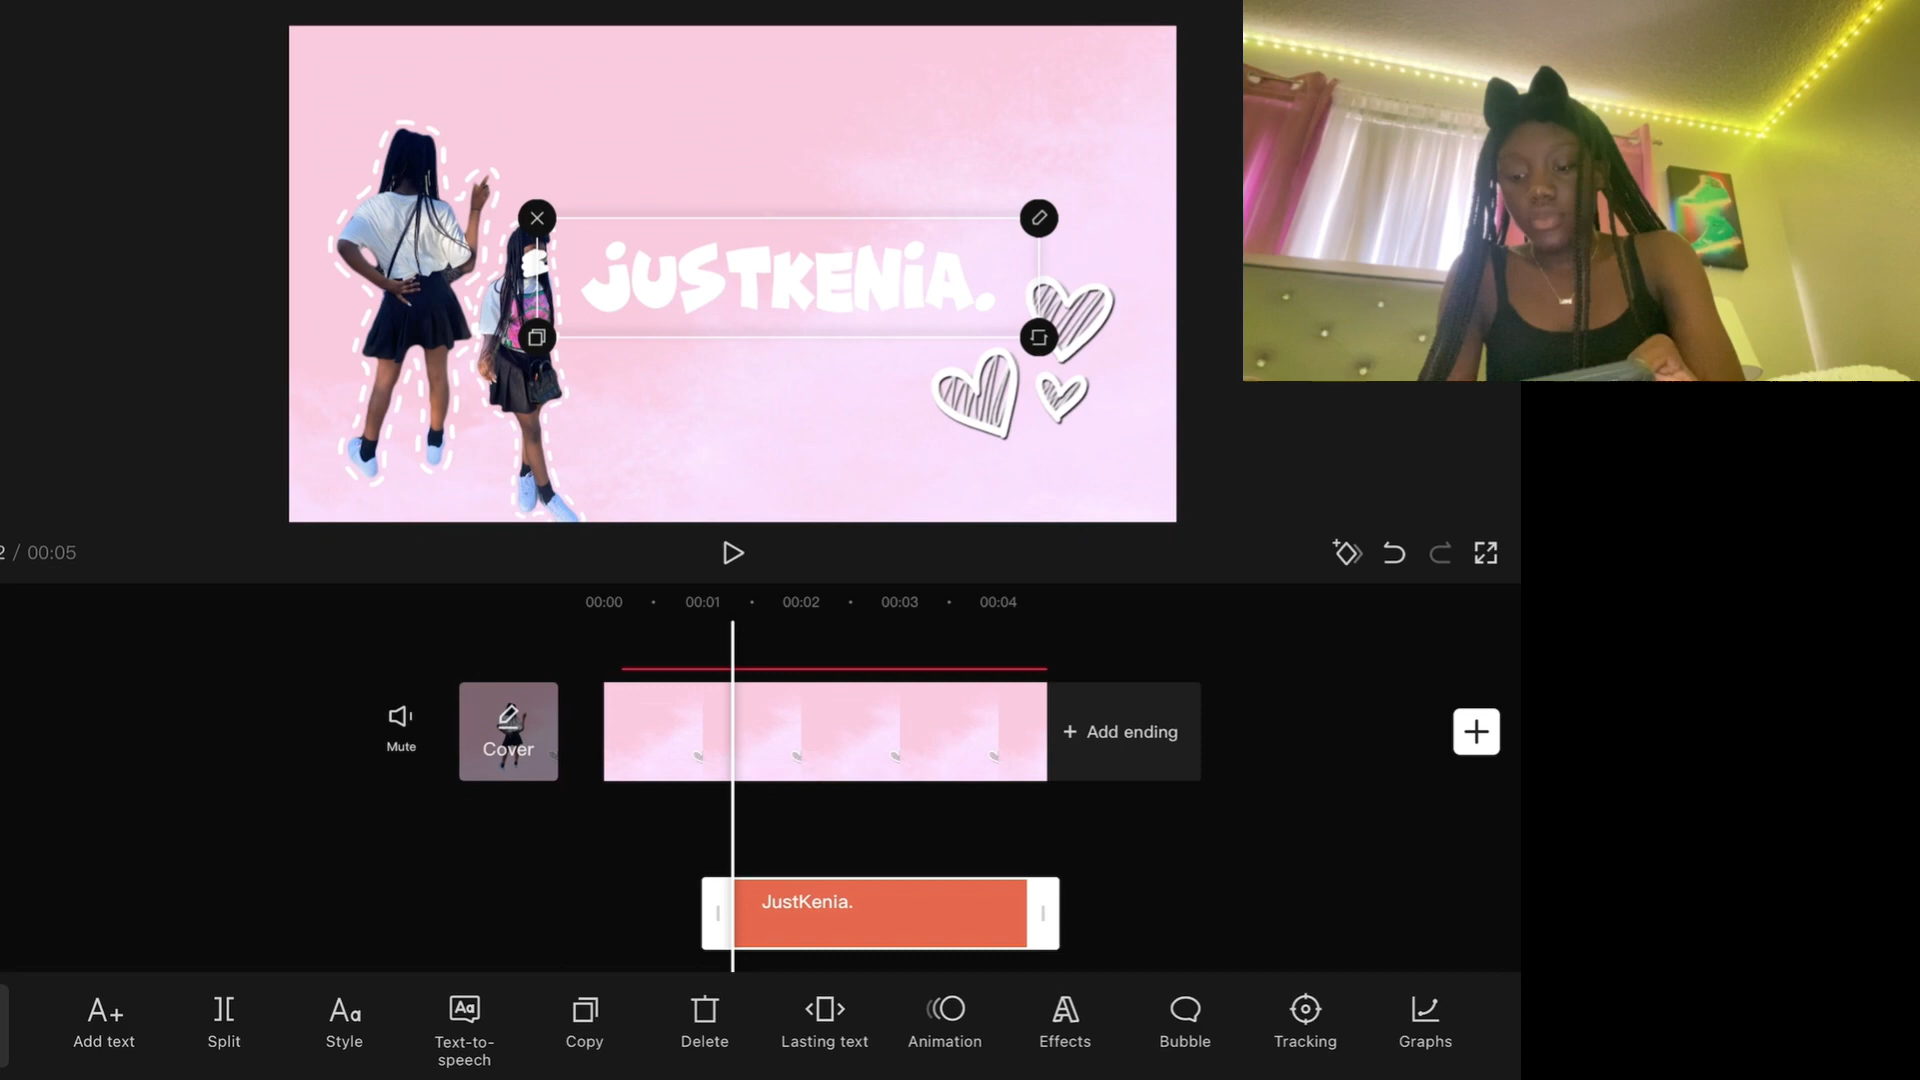 JUSTKENIA.
2 / 00:05
00:00 00:01 00:02 00:03 00:04
Mute
Cover
+ Add ending
JustKenia.
Add text
Split
Style
Text-to-
speech
Copy
Delete
Lasting text
Animation
Effects
Bubble
Tracking
Graphs